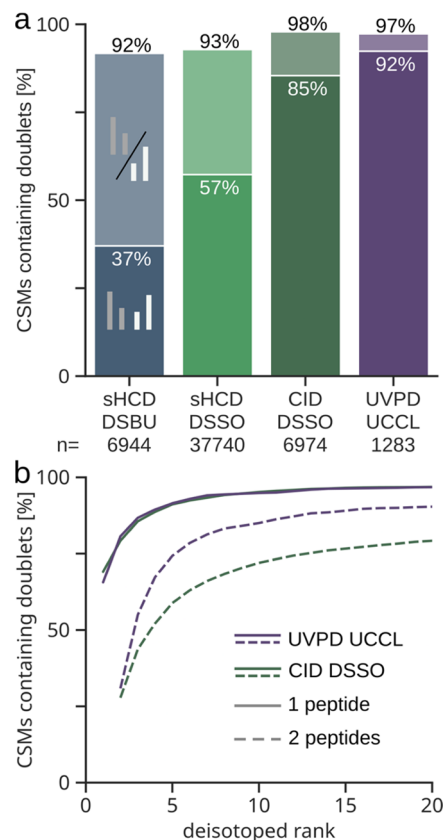 a
CSMs containing doublets [%]
100
50
0
92%
93%
98%
97%
37%
57%
85%
92%
sHCD sHCD CID UVPD
DSBU DSSO DSSO UCCL
n= 6944 37740 6974 1283
b
CSMs containing doublets [%]
100
50
0
UVPD UCCL
CID DSSO
1 peptide
2 peptides
0 5 10 15 20
deisotoped rank